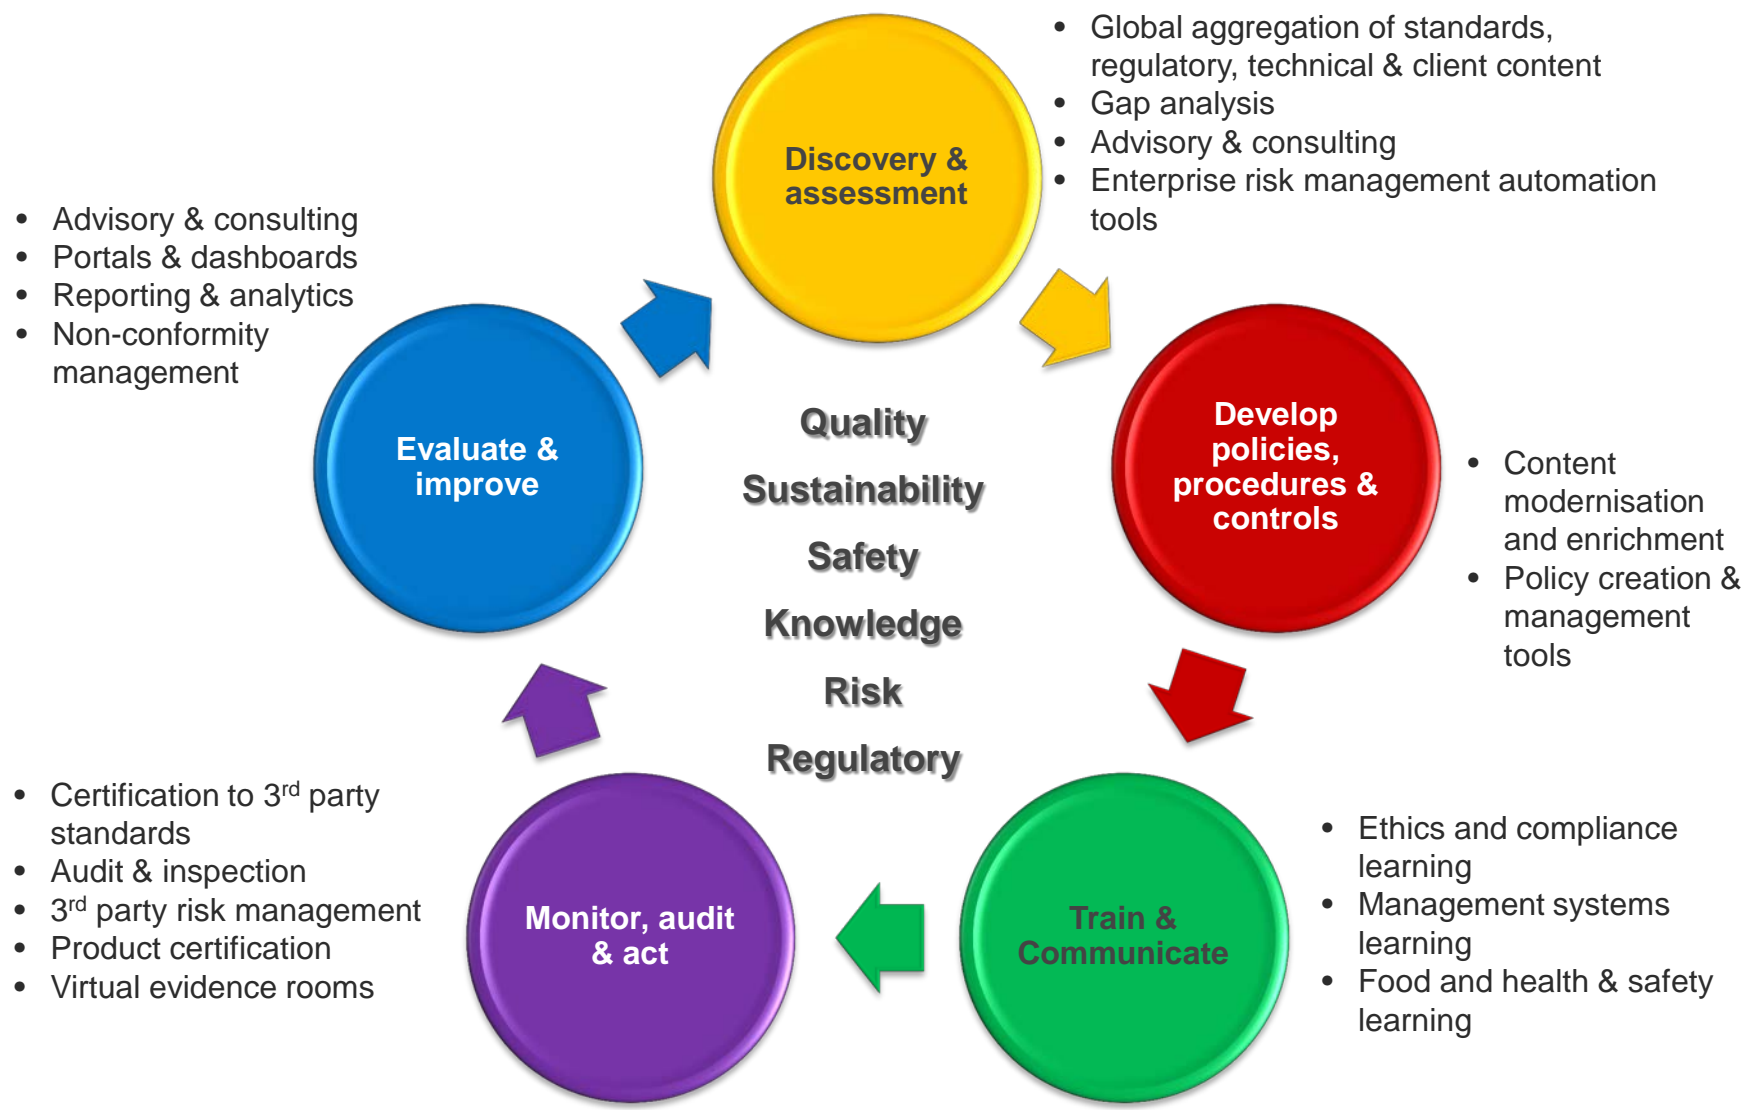 Discovery &
assessment
• Global aggregation of standards,
regulatory, technical & client content
• Gap analysis
• Advisory & consulting
• Enterprise risk management automation
tools
Develop
policies,
procedures &
controls
• Content
modernisation
and enrichment
• Policy creation &
management
tools
Train &
Communicate
• Ethics and compliance
learning
• Management systems
learning
• Food and health & safety
learning
Monitor, audit
& act
• Certification to 3rd party
standards
• Audit & inspection
• 3rd party risk management
• Product certification
• Virtual evidence rooms
Evaluate &
improve
• Advisory & consulting
• Portals & dashboards
• Reporting & analytics
• Non-conformity
management
Quality
Sustainability
Safety
Knowledge
Risk
Regulatory